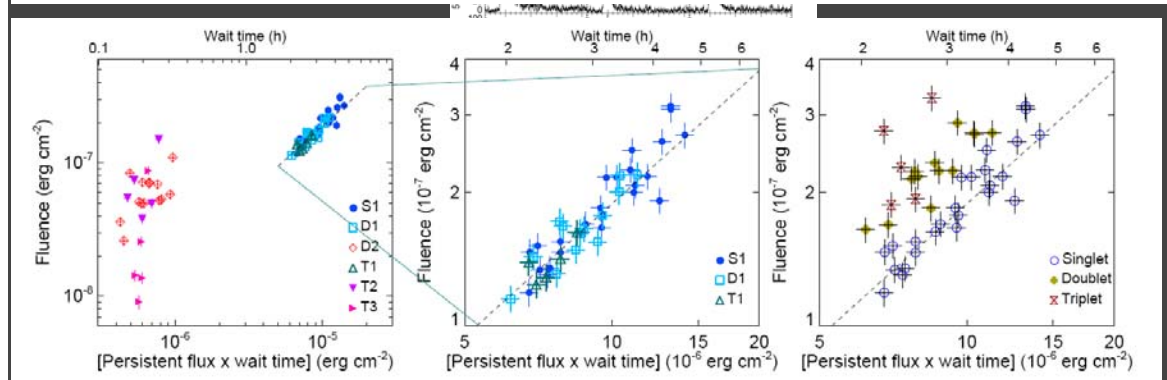 Wait time (h)
0.1
1.0
Fluence (erg cm-2)
10-7
10-8
S1
D1
D2
T1
T2
T3
10-6
10-5
[Persistent flux x wait time] (erg cm-2)
Wait time (h)
2
3
4
5
6
Fluence (10-7 erg cm-2)
4
3
2
1
S1
D1
T1
5
10
20
[Persistent flux x wait time] (10-6 erg cm-2)
Wait time (h)
2
3
4
5
6
Fluence (10-7 erg cm-2)
4
3
2
1
Singlet
Doublet
Triplet
5
10
20
[Persistent flux x wait time] (10-6 erg cm-2)